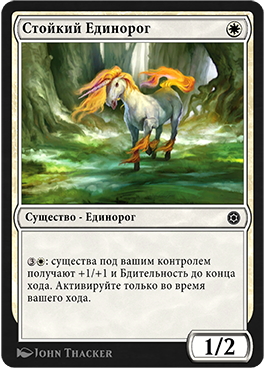 Стойкий Единорог
Существо - Единорог
3: существа под вашим контролем
получают +1/+1 и Бдительность до конца
хода. Активируйте только во время
вашего хода.
John Thacker
1/2